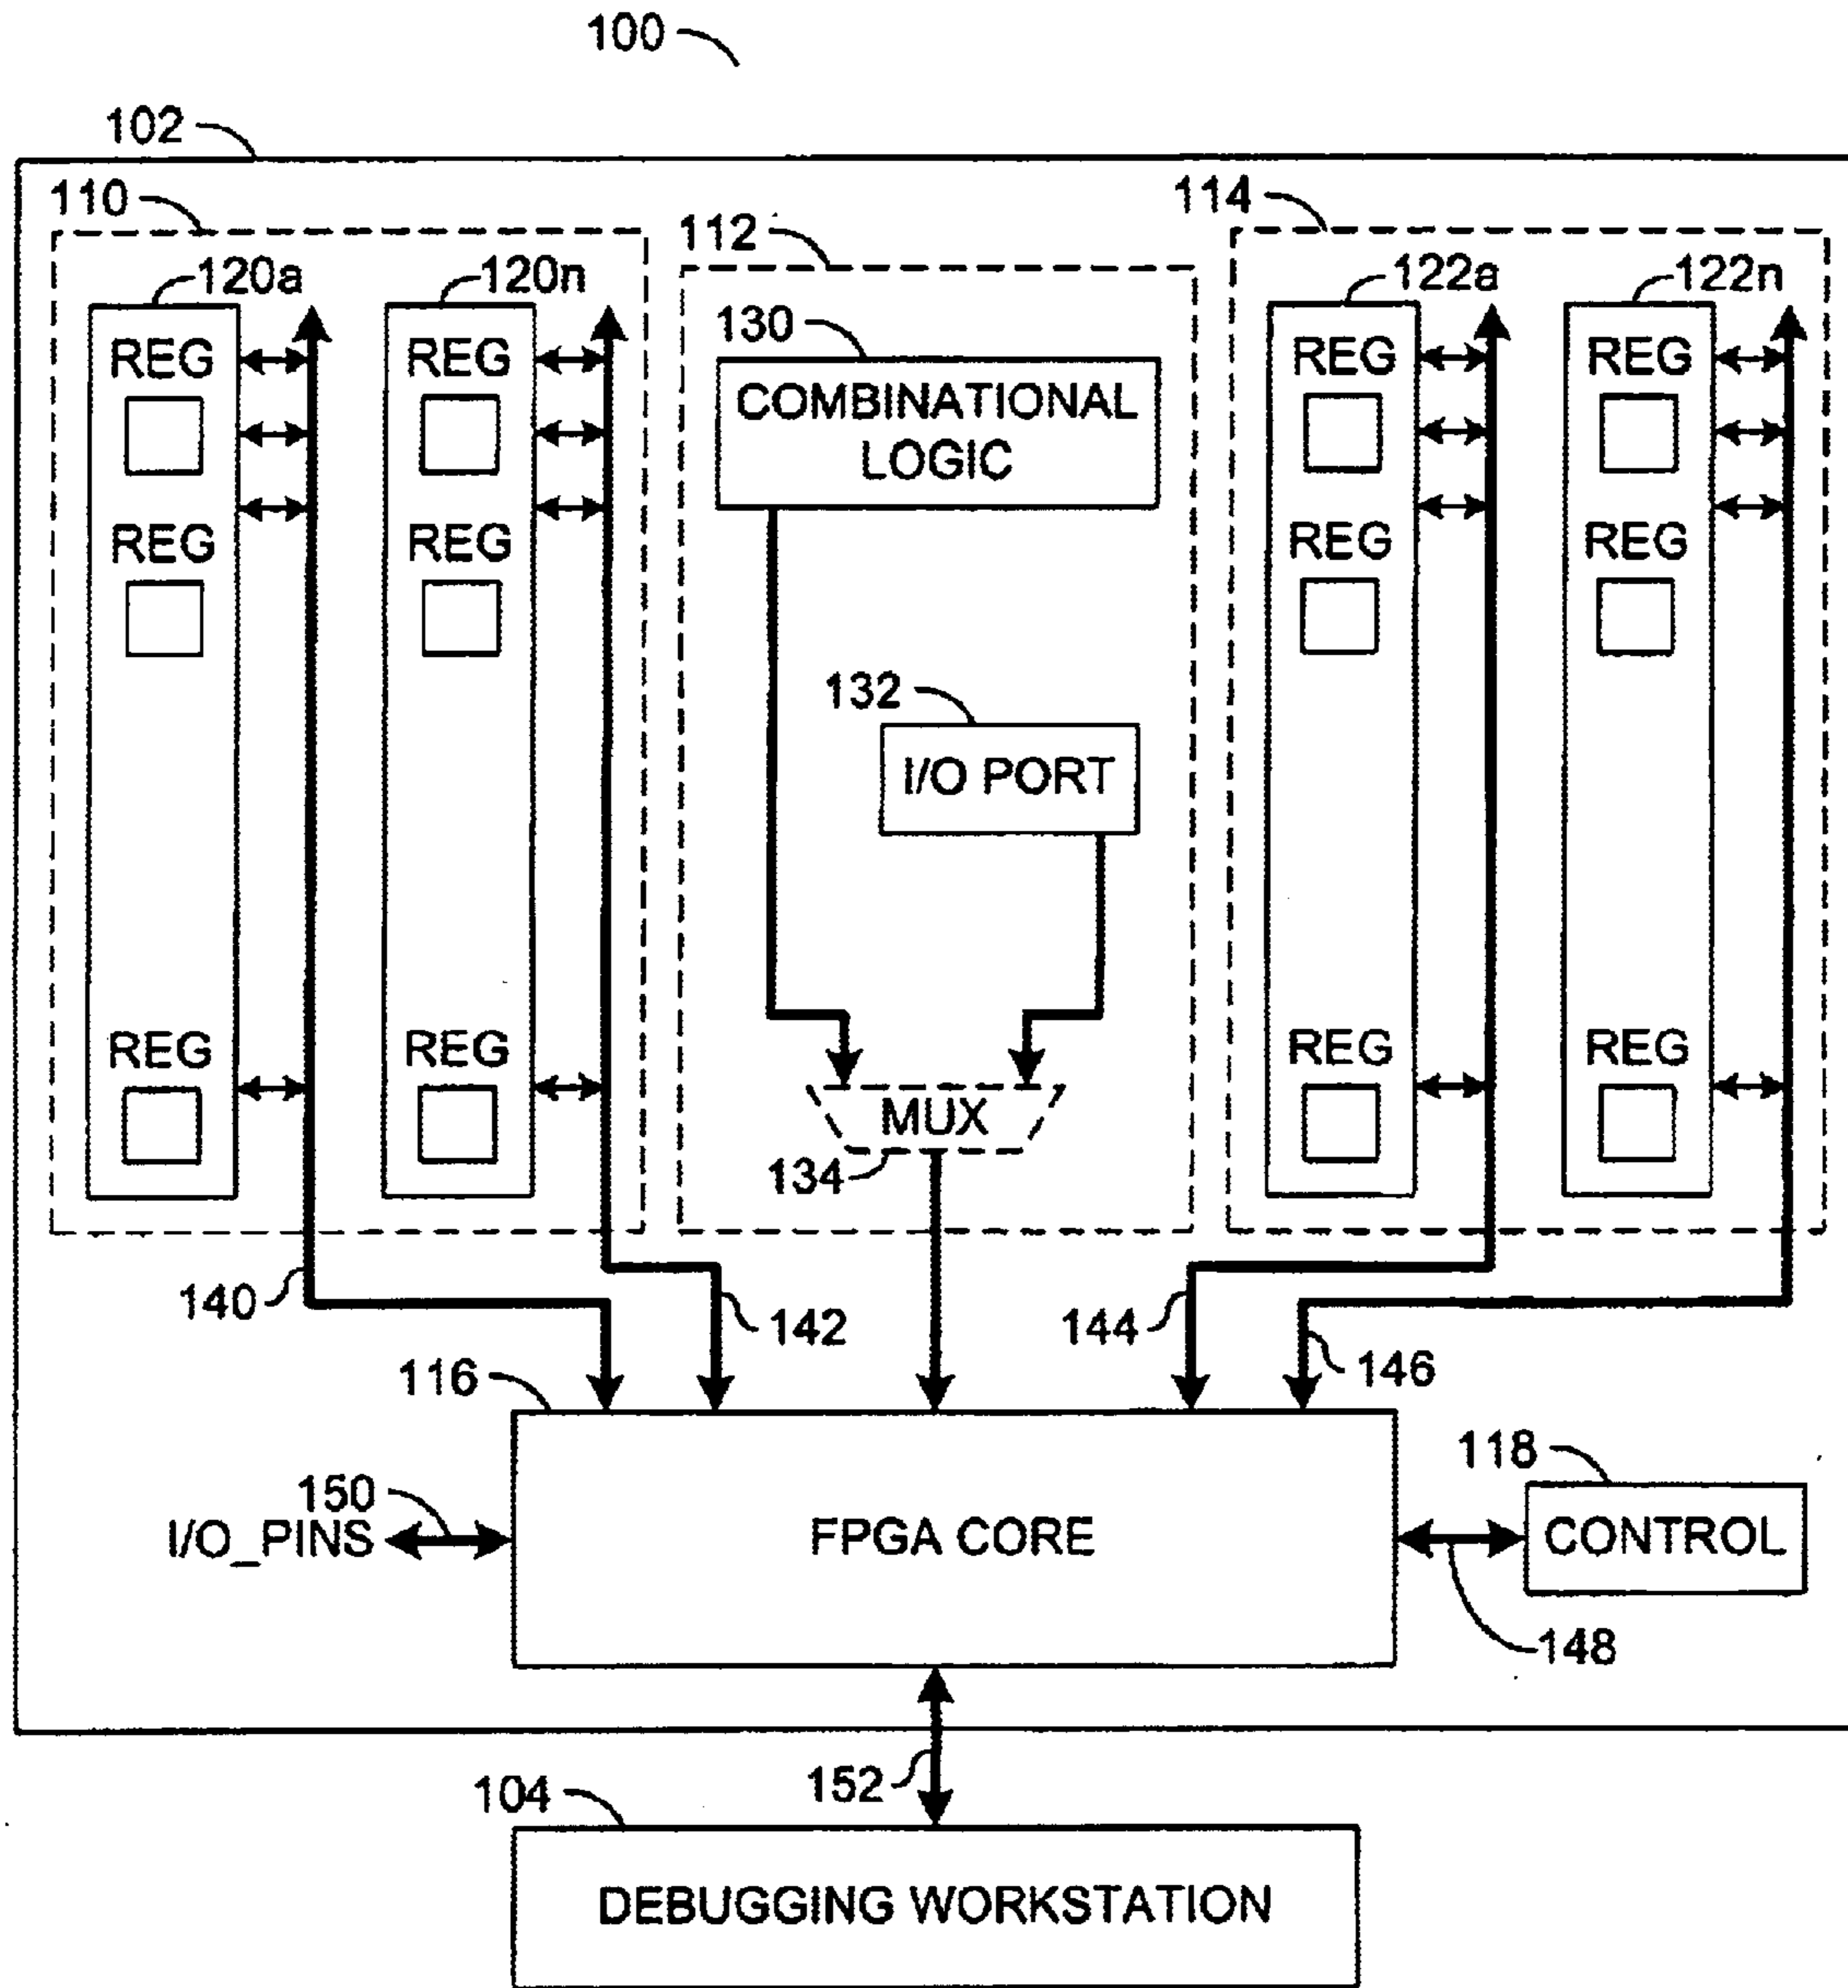 100
102
110
114
112
120a
120n
122a
122n
130
REG
REG
COMBINATIONAL
LOGIC
REG
REG
REG
REG
REG
REG
132
I/O PORT
REG
REG
MUX
REG
REG
134
140
142
144
146
116
118
150
I/O_PINS
FPGA CORE
CONTROL
148
152
104
DEBUGGING WORKSTATION